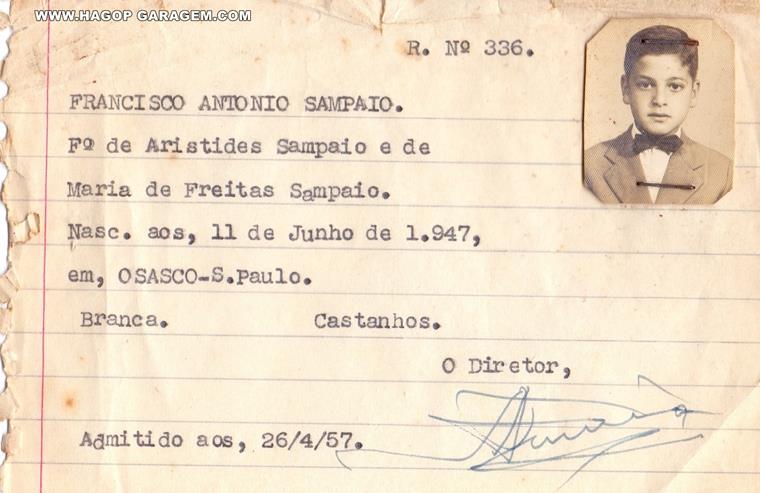 WWW.HAGOP GARAGEM.COM
R. Nº 336.
FRANCISCO ANTONIO SAMPAIO.
Fº de Aristides Sampaio e de
Maria de Freitas Sampaio.
Nasc. aos, 11 de Junho de 1.947,
em, OSASCO-S.Paulo.
Branca. Castanhos.
O Diretor,
Admitido aos, 26/4/57.